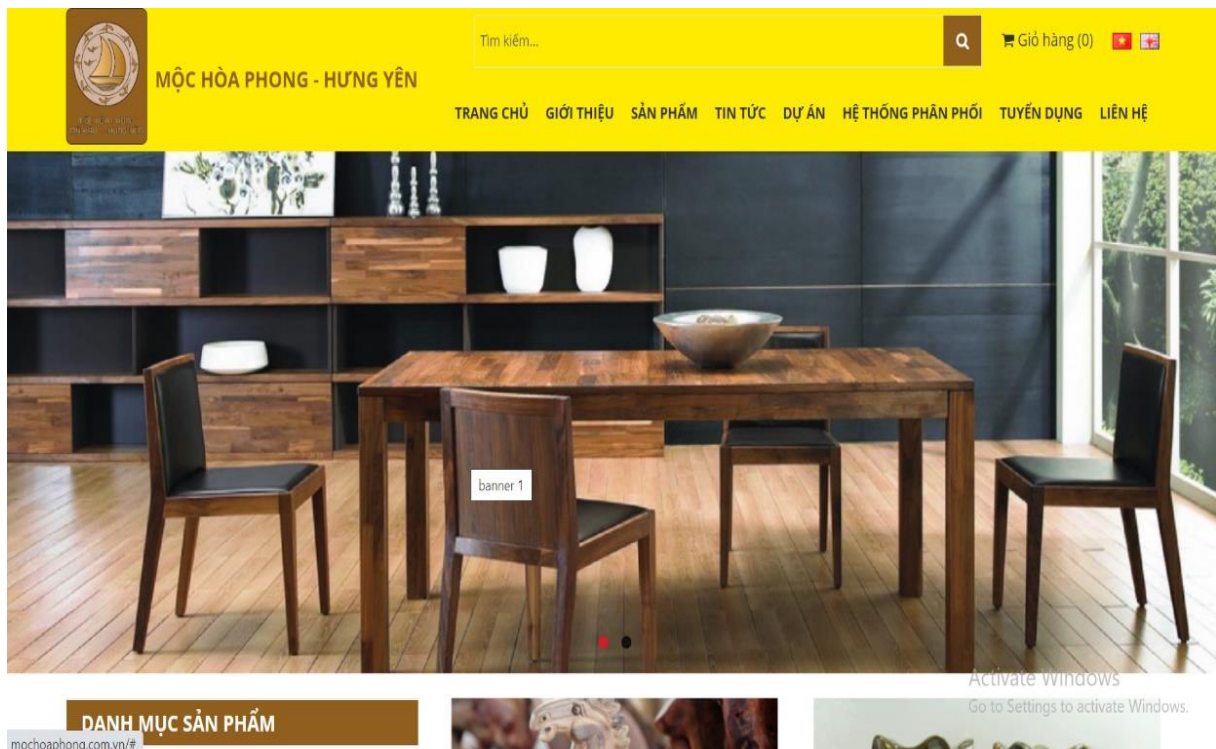 Tìm kiếm...
Giỏ hàng (0)
MỘC HÒA PHONG - HƯNG YÊN
TRANG CHỦ GIỚI THIỆU SẢN PHẨM TIN TỨC DỰ ÁN HỆ THỐNG PHÂN PHỐI TUYỂN DỤNG LIÊN HỆ
banner 1
Activate Windows
Go to Settings to activate Windows.
DANH MỤC SẢN PHẨM
mochoaphong.com.vn/#